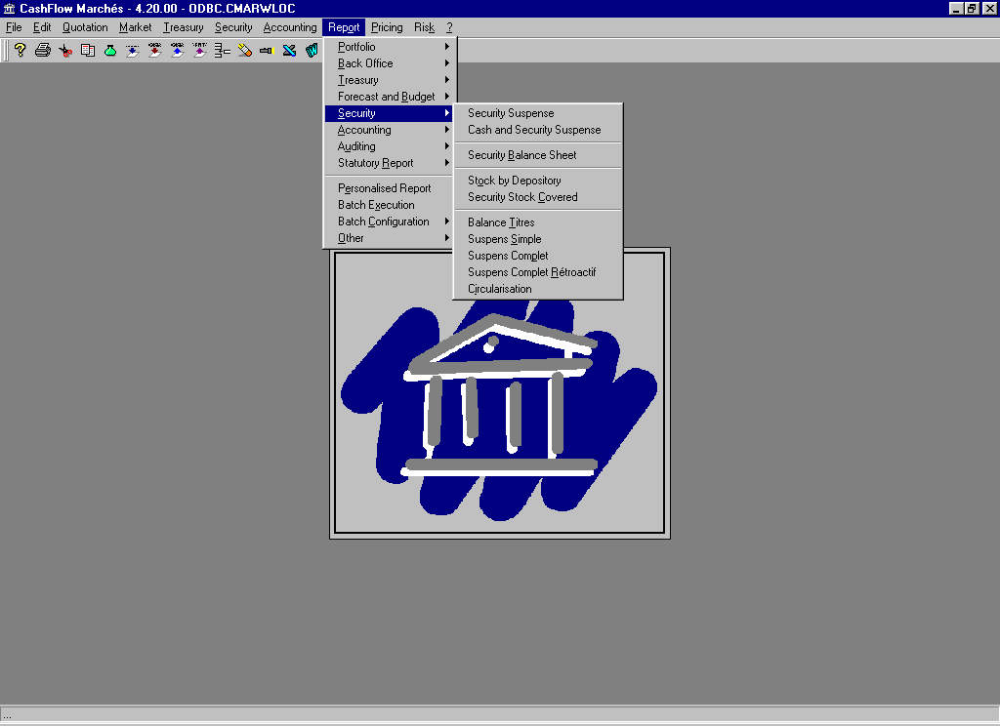 CashFlow Marchés - 4.20.00 - ODBC.CMARWLOC
File Edit Quotation Market Treasury Security Accounting Report Pricing Risk ?
Portfolio
Back Office
Treasury
Forecast and Budget
Security
Accounting
Auditing
Statutory Report
Personalised Report
Batch Execution
Batch Configuration
Other
Security Suspense
Cash and Security Suspense
Security Balance Sheet
Stock by Depository
Security Stock Covered
Balance Titres
Suspens Simple
Suspens Complet
Suspens Complet Rétroactif
Circularisation
...